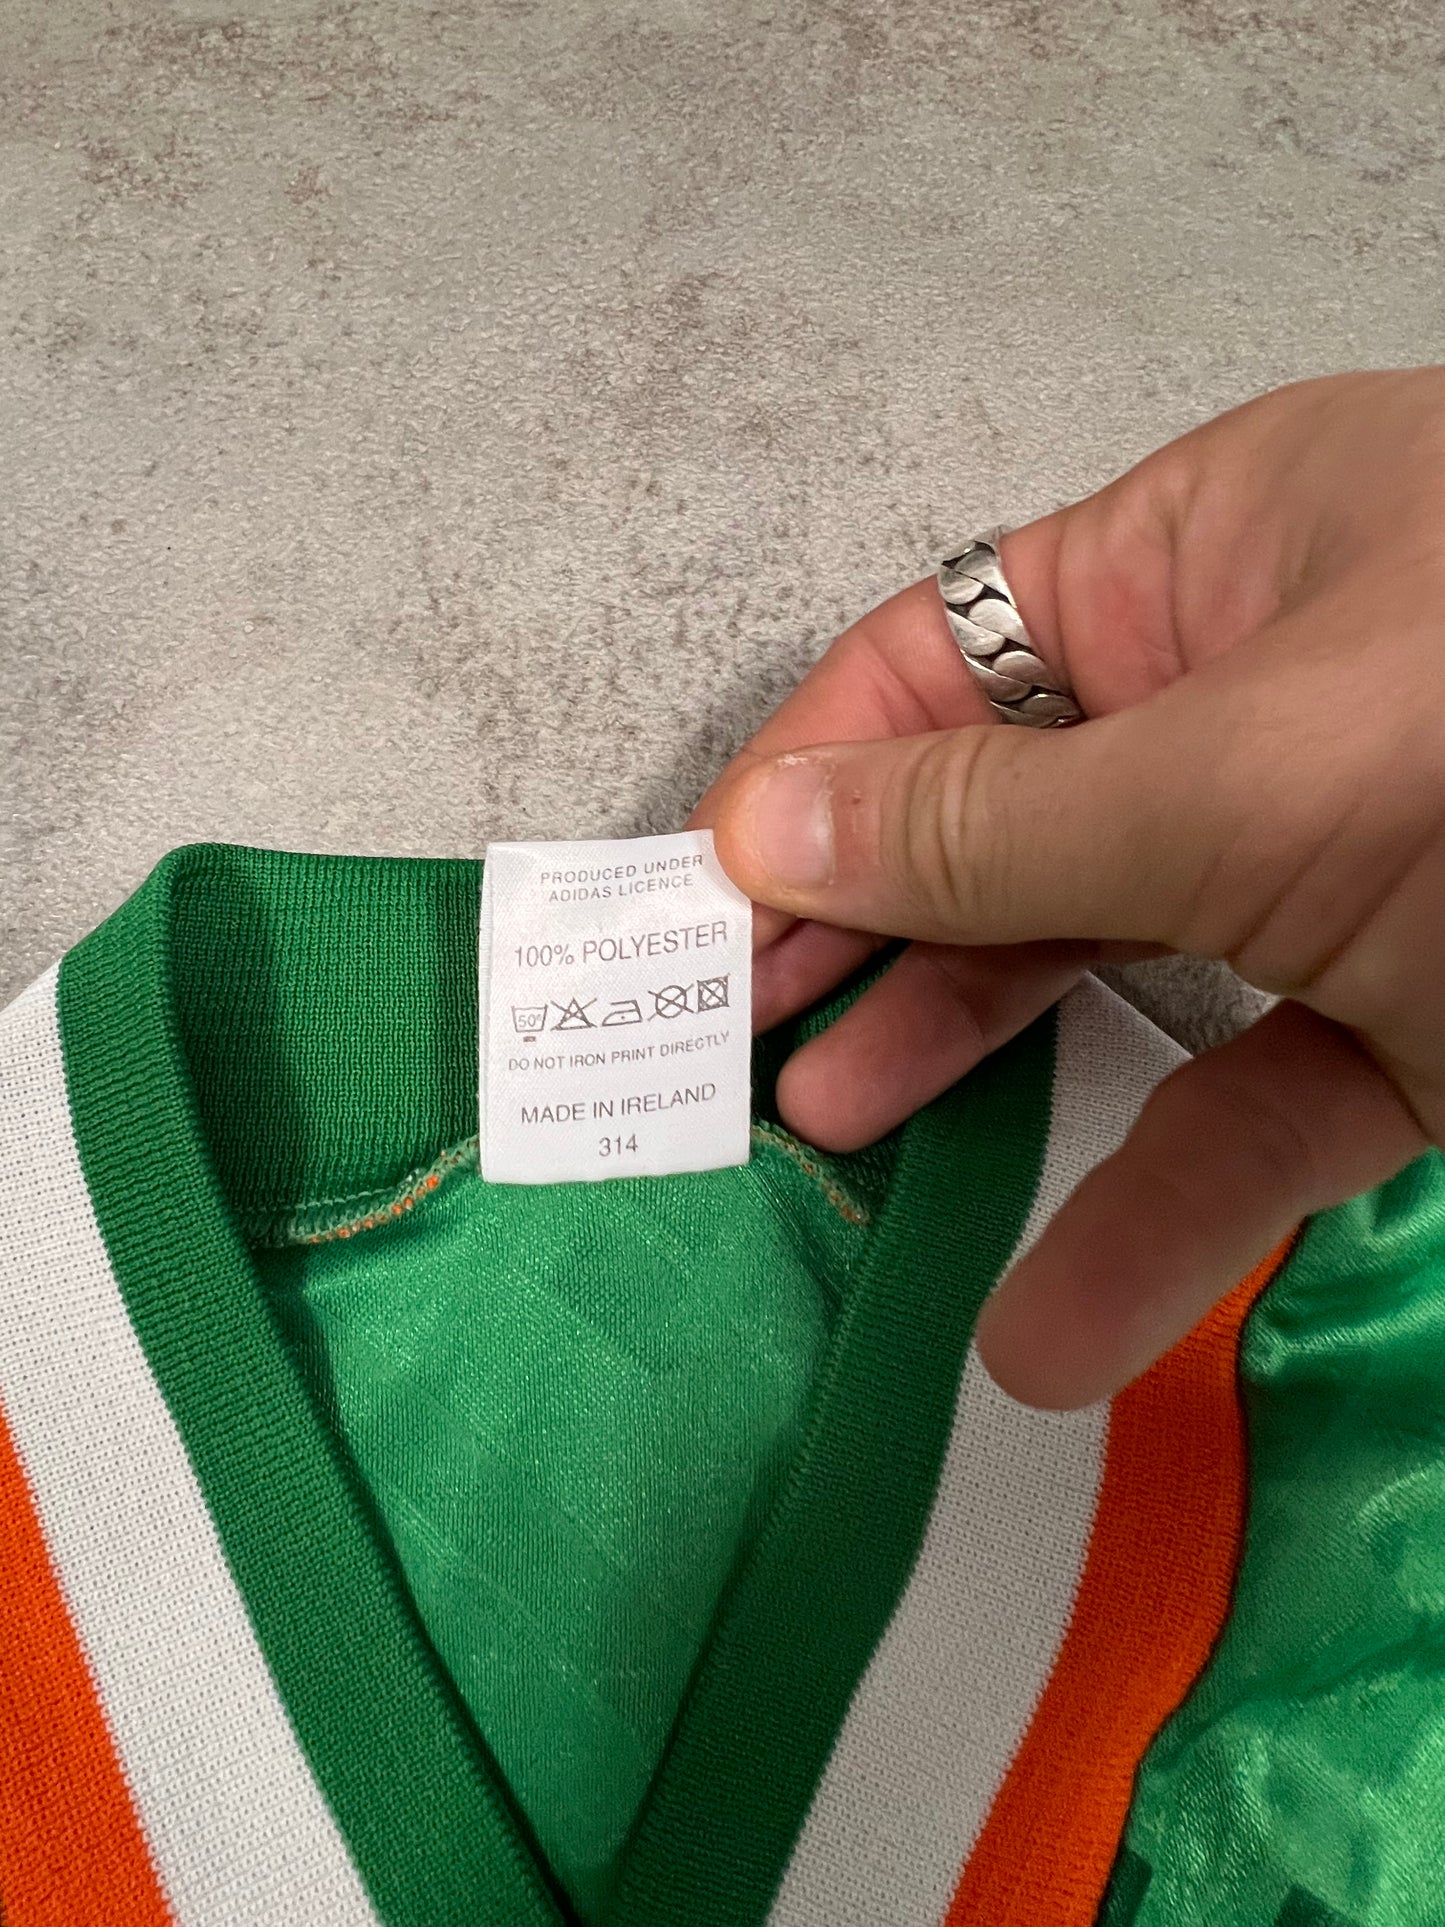 PRODUCED UNDER
ADIDAS LICENCE
100% POLYESTER
50°
DO NOT IRON PRINT DIRECTLY
MADE IN IRELAND
314